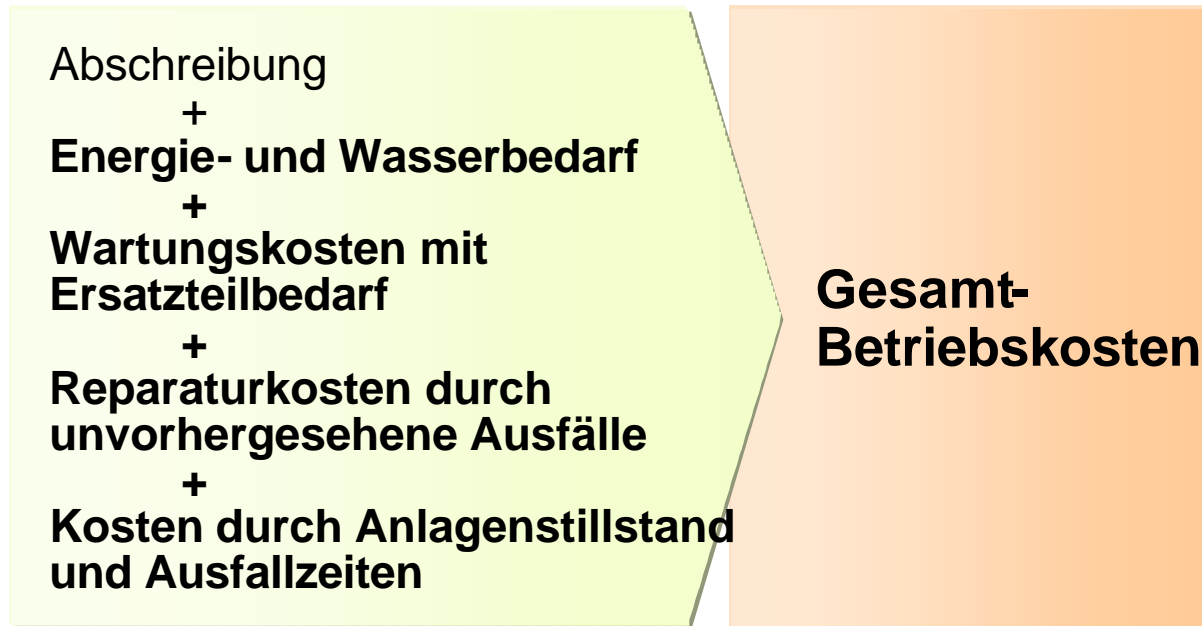 Abschreibung
+
Energie- und Wasserbedarf
+
Wartungskosten mit
Ersatzteilbedarf
+
Reparaturkosten durch
unvorhergesehene Ausfälle
+
Kosten durch Anlagenstillstand
und Ausfallzeiten
Gesamt-
Betriebskosten